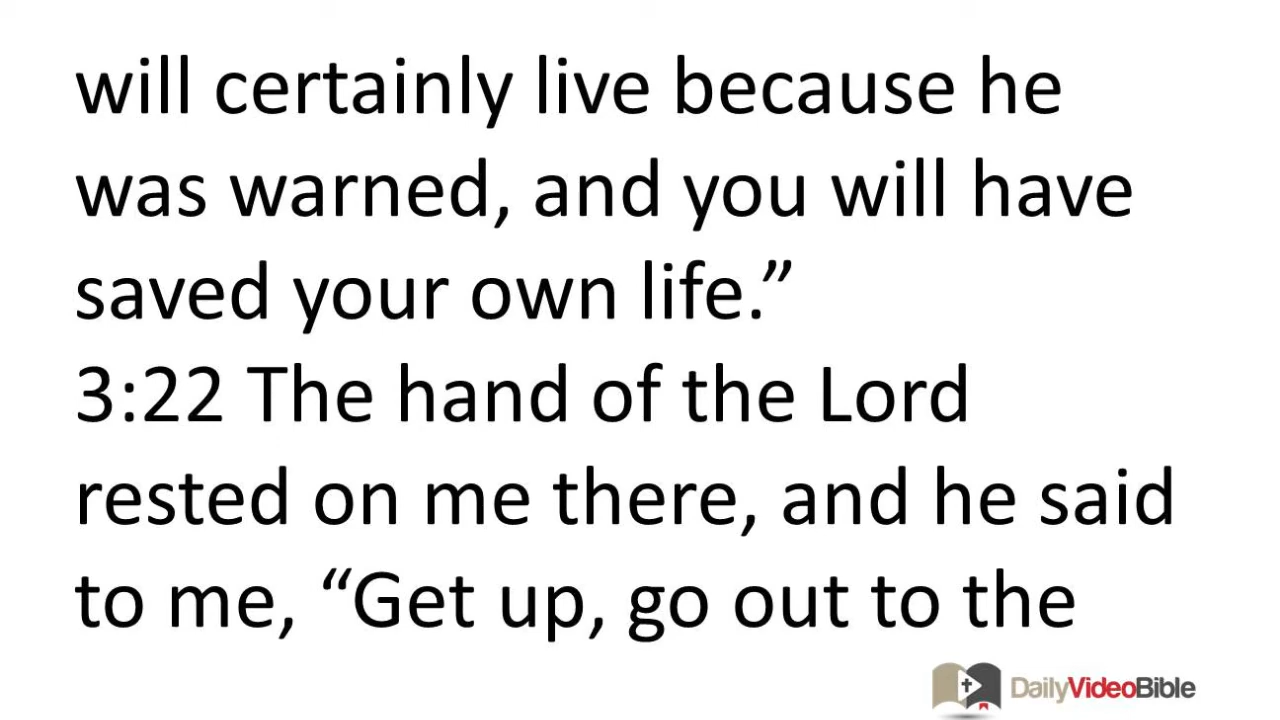 will certainly live because he
was warned, and you will have
saved your own life.”
3:22 The hand of the Lord
rested on me there, and he said
to me, “Get up, go out to the
DailyVideoBible